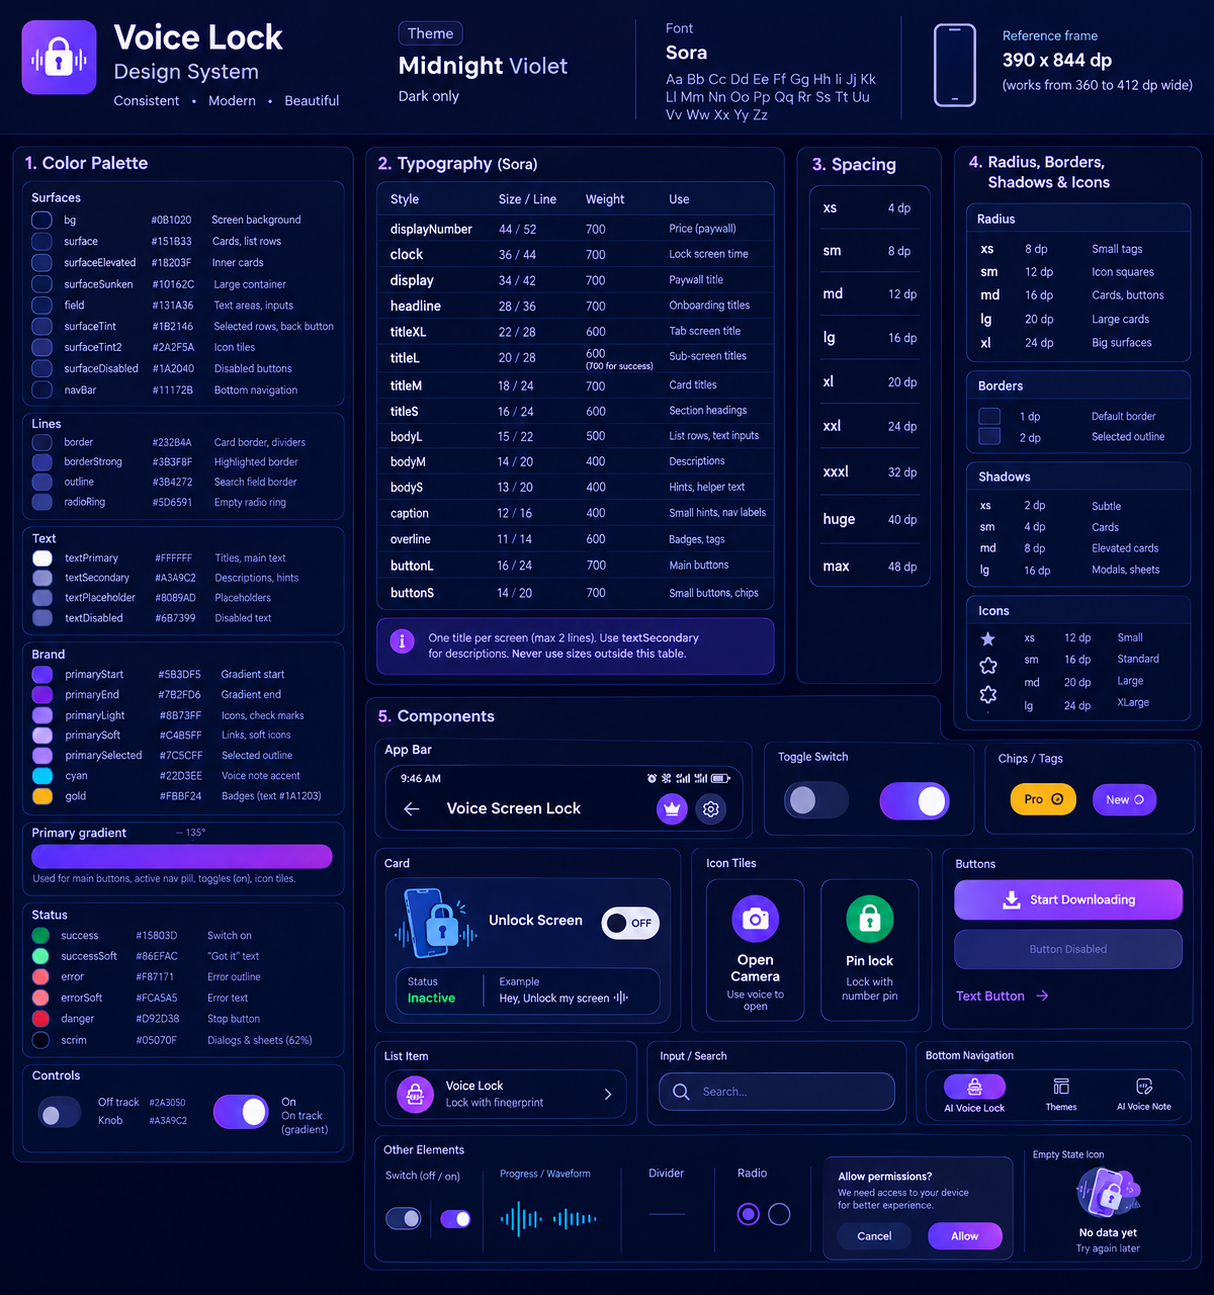 Voice Lock
Design System
Consistent • Modern • Beautiful
Theme
Midnight Violet
Dark only
Font
Sora
Aa Bb Cc Dd Ee Ff Gg Hh Ii Jj Kk
Ll Mm Nn Oo Pp Qq Rr Ss Tt Uu
Vv Ww Xx Yy Zz
Reference frame
390 x 844 dp
(works from 360 to 412 dp wide)
1. Color Palette
Surfaces
bg #0B1020 Screen background
surface #151B33 Cards, list rows
surfaceElevated #18203F Inner cards
surfaceSunken #10162C Large container
field #131A36 Text areas, inputs
surfaceTint #1B2146 Selected rows, back button
surfaceTint2 #2A2F5A Icon tiles
surfaceDisabled #1A2040 Disabled buttons
navBar #11172B Bottom navigation
Lines
border #232B4A Card border, dividers
borderStrong #3B3F8F Highlighted border
outline #3B4272 Search field border
radioRing #5D6591 Empty radio ring
Text
textPrimary #FFFFFF Titles, main text
textSecondary #A3A9C2 Descriptions, hints
textPlaceholder #8089AD Placeholders
textDisabled #6B7399 Disabled text
Brand
primaryStart #5B3DF5 Gradient start
primaryEnd #7B2FD6 Gradient end
primaryLight #8B73FF Icons, check marks
primarySoft #C4B5FF Links, soft icons
primarySelected #7C5CFF Selected outline
cyan #22D3EE Voice note accent
gold #FBBF24 Badges (text #1A1203)
Primary gradient — 135°
Used for main buttons, active nav pill, toggles (on), icon tiles.
Status
success #15803D Switch on
successSoft #86EFAC "Got it" text
error #F87171 Error outline
errorSoft #FCA5A5 Error text
danger #D92D38 Stop button
scrim #05070F Dialogs & sheets (62%)
Controls
Off track #2A3050
Knob #A3A9C2
On
On track
(gradient)
2. Typography (Sora)
Style Size / Line Weight Use
displayNumber 44 / 52 700 Price (paywall)
clock 36 / 44 700 Lock screen time
display 34 / 42 700 Paywall title
headline 28 / 36 700 Onboarding titles
titleXL 22 / 28 600 Tab screen title
titleL 20 / 28 600 (700 for success) Sub-screen titles
titleM 18 / 24 700 Card titles
titleS 16 / 24 600 Section headings
bodyL 15 / 22 500 List rows, text inputs
bodyM 14 / 20 400 Descriptions
bodyS 13 / 20 400 Hints, helper text
caption 12 / 16 400 Small hints, nav labels
overline 11 / 14 600 Badges, tags
buttonL 16 / 24 700 Main buttons
buttonS 14 / 20 700 Small buttons, chips
One title per screen (max 2 lines). Use textSecondary
for descriptions. Never use sizes outside this table.
3. Spacing
xs 4 dp
sm 8 dp
md 12 dp
lg 16 dp
xl 20 dp
xxl 24 dp
xxxl 32 dp
huge 40 dp
max 48 dp
4. Radius, Borders,
Shadows & Icons
Radius
xs 8 dp Small tags
sm 12 dp Icon squares
md 16 dp Cards, buttons
lg 20 dp Large cards
xl 24 dp Big surfaces
Borders
1 dp Default border
2 dp Selected outline
Shadows
xs 2 dp Subtle
sm 4 dp Cards
md 8 dp Elevated cards
lg 16 dp Modals, sheets
Icons
xs 12 dp Small
sm 16 dp Standard
md 20 dp Large
lg 24 dp XLarge
5. Components
App Bar
9:46 AM
Voice Screen Lock
Toggle Switch
Chips / Tags
Pro
New
Card
Unlock Screen
OFF
Status
Inactive
Example
Hey, Unlock my screen
Icon Tiles
Open
Camera
Use voice to
open
Pin lock
Lock with
number pin
Buttons
Start Downloading
Button Disabled
Text Button
List Item
Voice Lock
Lock with fingerprint
Input / Search
Search...
Bottom Navigation
AI Voice Lock
Themes
AI Voice Note
Other Elements
Switch (off / on)
Progress / Waveform
Divider
Radio
Allow permissions?
We need access to your device
for better experience.
Cancel
Allow
Empty State Icon
No data yet
Try again later